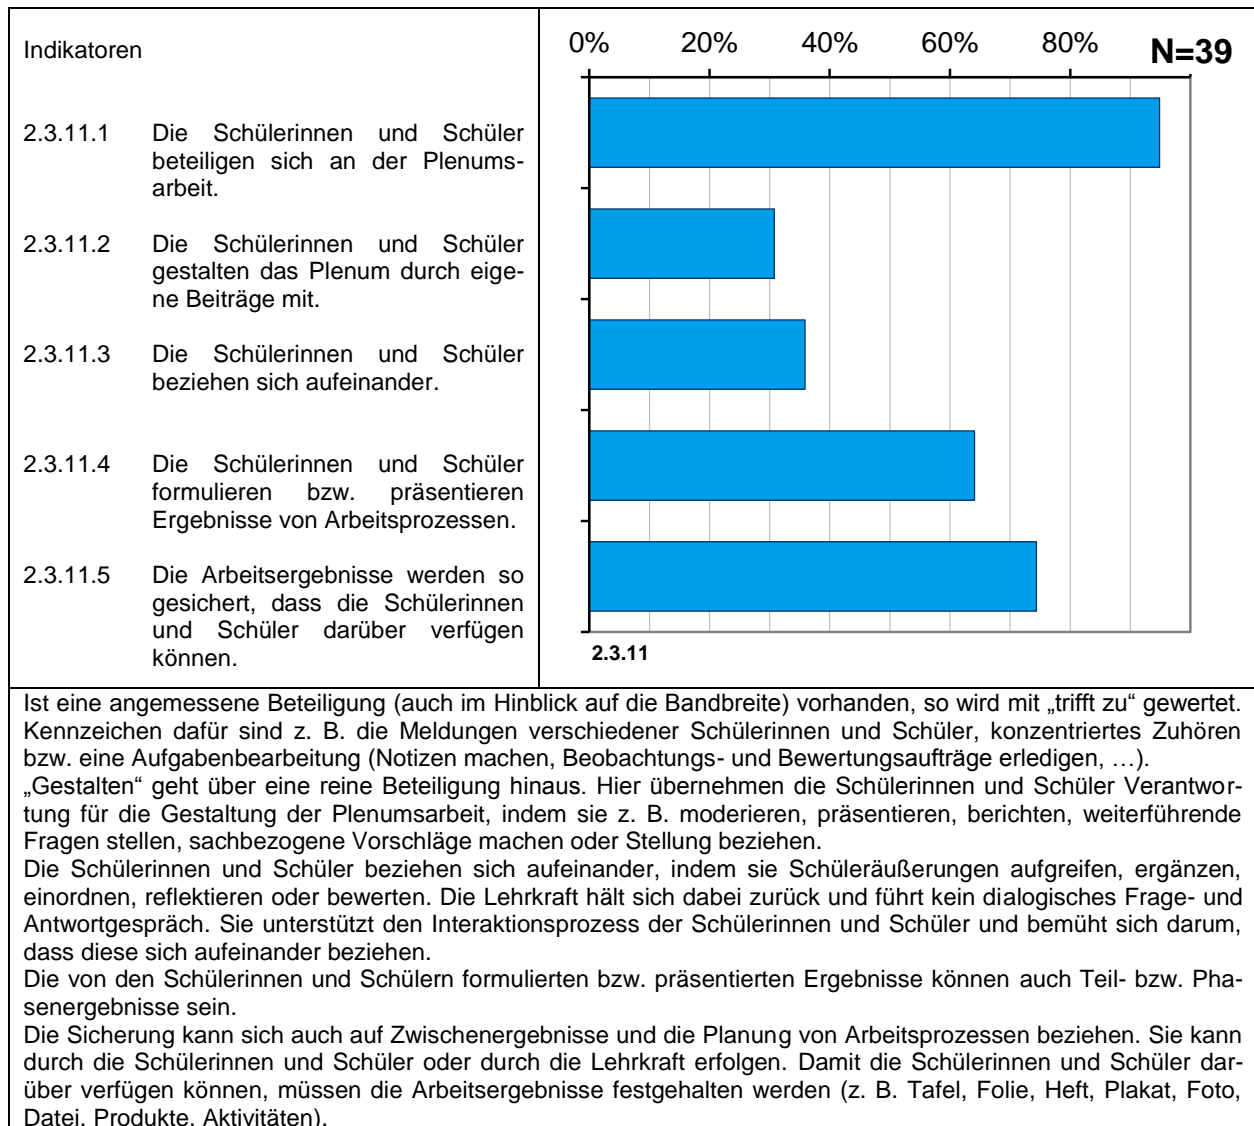 Indikatoren
0% 20% 40% 60% 80% N=39
2.3.11.1 Die Schülerinnen und Schüler
beteiligen sich an der Plenums-
arbeit.
2.3.11.2 Die Schülerinnen und Schüler
gestalten das Plenum durch eige-
ne Beiträge mit.
2.3.11.3 Die Schülerinnen und Schüler
beziehen sich aufeinander.
2.3.11.4 Die Schülerinnen und Schüler
formulieren bzw. präsentieren
Ergebnisse von Arbeitsprozessen.
2.3.11.5 Die Arbeitsergebnisse werden so
gesichert, dass die Schülerinnen
und Schüler darüber verfügen
können.
2.3.11
Ist eine angemessene Beteiligung (auch im Hinblick auf die Bandbreite) vorhanden, so wird mit „trifft zu“ gewertet.
Kennzeichen dafür sind z. B. die Meldungen verschiedener Schülerinnen und Schüler, konzentriertes Zuhören
bzw. eine Aufgabenbearbeitung (Notizen machen, Beobachtungs- und Bewertungsaufträge erledigen, …).
„Gestalten“ geht über eine reine Beteiligung hinaus. Hier übernehmen die Schülerinnen und Schüler Verantwor-
tung für die Gestaltung der Plenumsarbeit, indem sie z. B. moderieren, präsentieren, berichten, weiterführende
Fragen stellen, sachbezogene Vorschläge machen oder Stellung beziehen.
Die Schülerinnen und Schüler beziehen sich aufeinander, indem sie Schüleräußerungen aufgreifen, ergänzen,
einordnen, reflektieren oder bewerten. Die Lehrkraft hält sich dabei zurück und führt kein dialogisches Frage- und
Antwortgespräch. Sie unterstützt den Interaktionsprozess der Schülerinnen und Schüler und bemüht sich darum,
dass diese sich aufeinander beziehen.
Die von den Schülerinnen und Schülern formulierten bzw. präsentierten Ergebnisse können auch Teil- bzw. Pha-
senergebnisse sein.
Die Sicherung kann sich auch auf Zwischenergebnisse und die Planung von Arbeitsprozessen beziehen. Sie kann
durch die Schülerinnen und Schüler oder durch die Lehrkraft erfolgen. Damit die Schülerinnen und Schüler dar-
über verfügen können, müssen die Arbeitsergebnisse festgehalten werden (z. B. Tafel, Folie, Heft, Plakat, Foto,
Datei, Produkte, Aktivitäten).